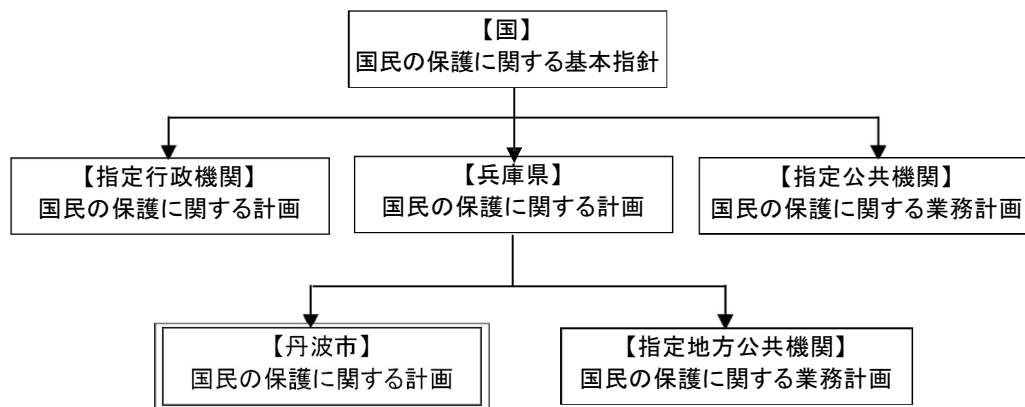 【国】
国民の保護に関する基本指針
【指定行政機関】
国民の保護に関する計画
【兵庫県】
国民の保護に関する計画
【指定公共機関】
国民の保護に関する業務計画
【丹波市】
国民の保護に関する計画
【指定地方公共機関】
国民の保護に関する業務計画